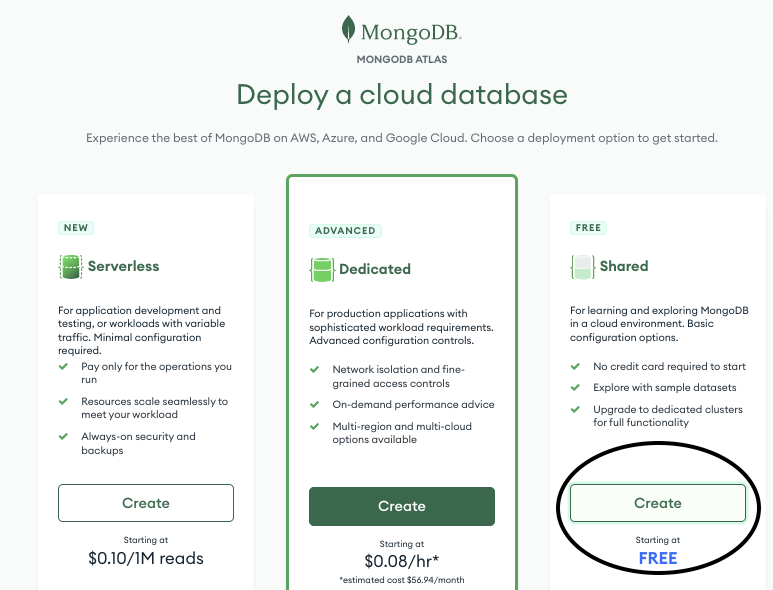 MongoDB.
MONGODB ATLAS
Deploy a cloud database
Experience the best of MongoDB on AWS, Azure, and Google Cloud. Choose a deployment option to get started.
NEW
Serverless
For application development and
testing, or workloads with variable
traffic. Minimal configuration
required.
Pay only for the operations you
run
Resources scale seamlessly to
meet your workload
Always-on security and
backups
Create
Starting at
$0.10/1M reads
ADVANCED
Dedicated
For production applications with
sophisticated workload requirements.
Advanced configuration controls.
Network isolation and fine-
grained access controls
On-demand performance advice
Multi-region and multi-cloud
options available
Create
Starting at
$0.08/hr*
*estimated cost $56.94/month
FREE
Shared
For learning and exploring MongoDB
in a cloud environment. Basic
configuration options.
No credit card required to start
Explore with sample datasets
Upgrade to dedicated clusters
for full functionality
Create
Starting at
FREE